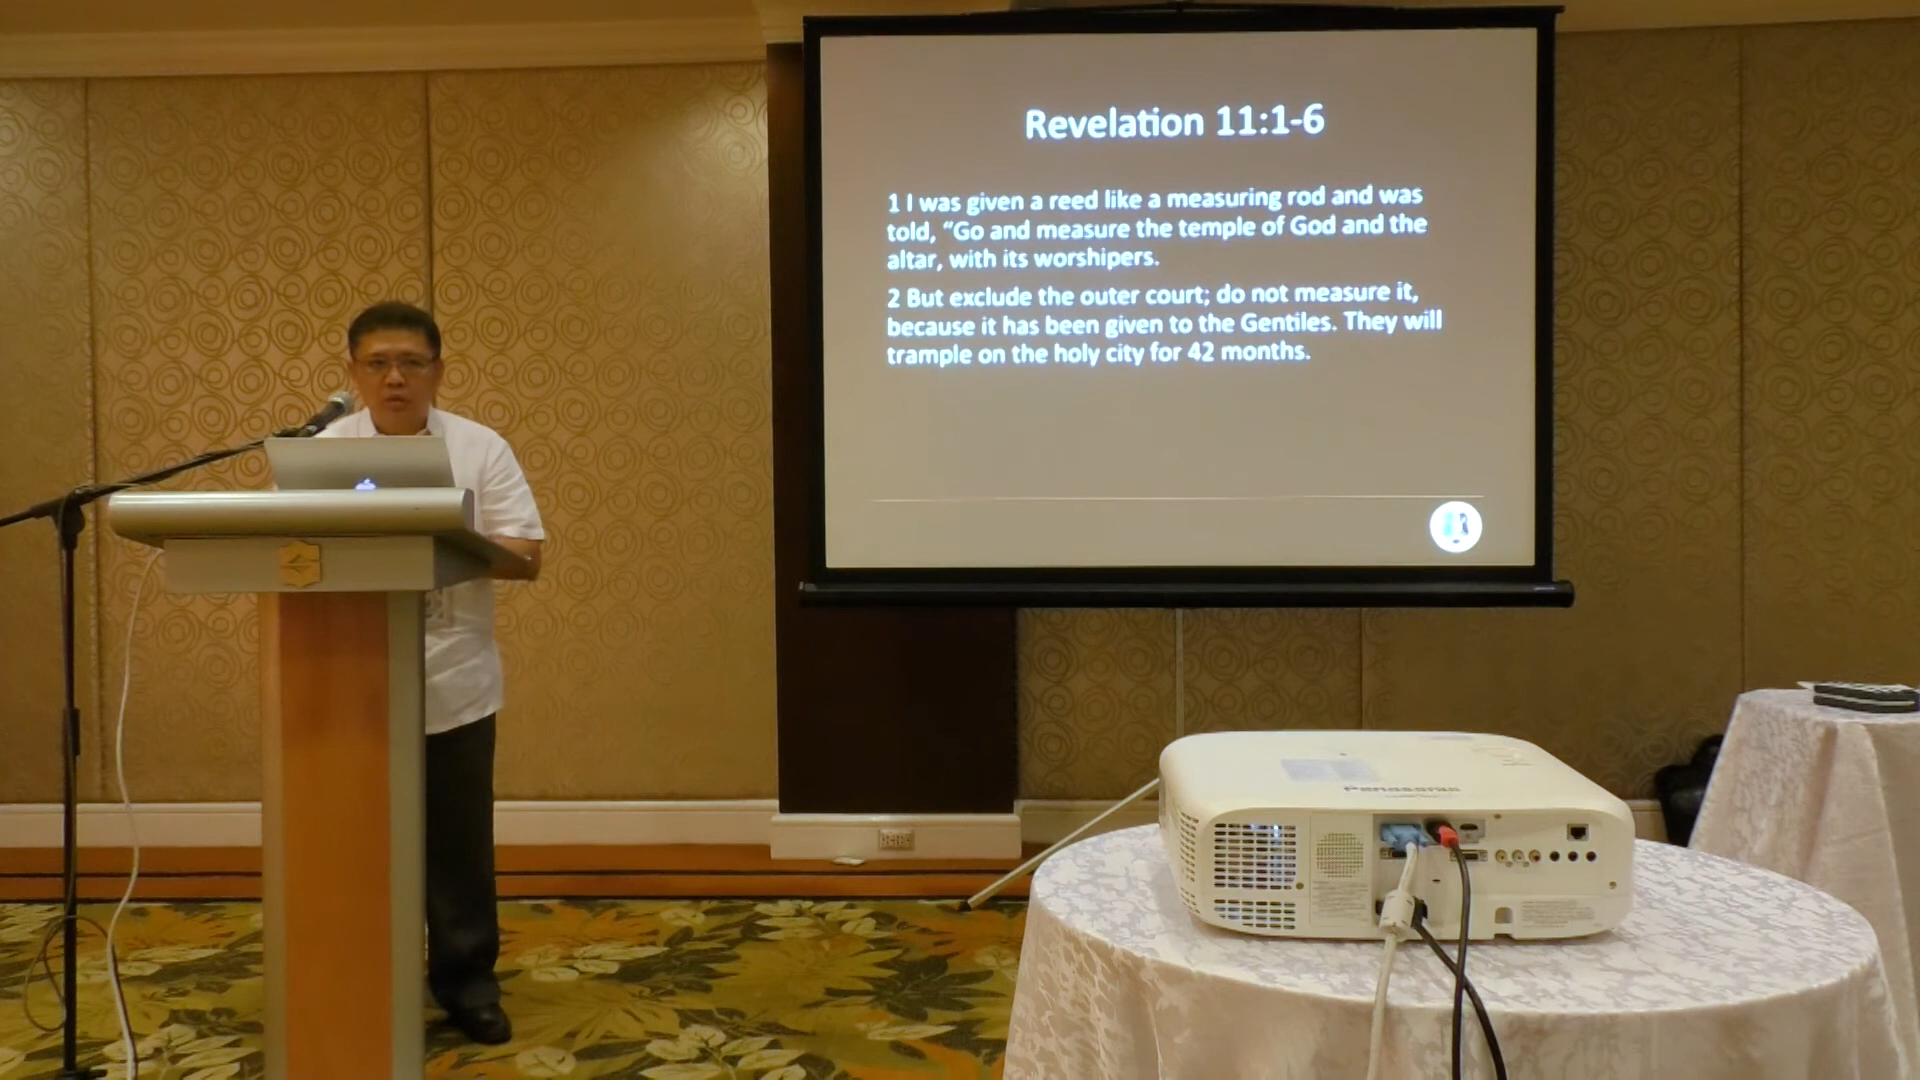 Revelation 11:1-6
1 I was given a reed like a measuring rod and was
told, “Go and measure the temple of God and the
altar, with its worshipers.
2 But exclude the outer court; do not measure it,
because it has been given to the Gentiles. They will
trample on the holy city for 42 months.
Panasonic